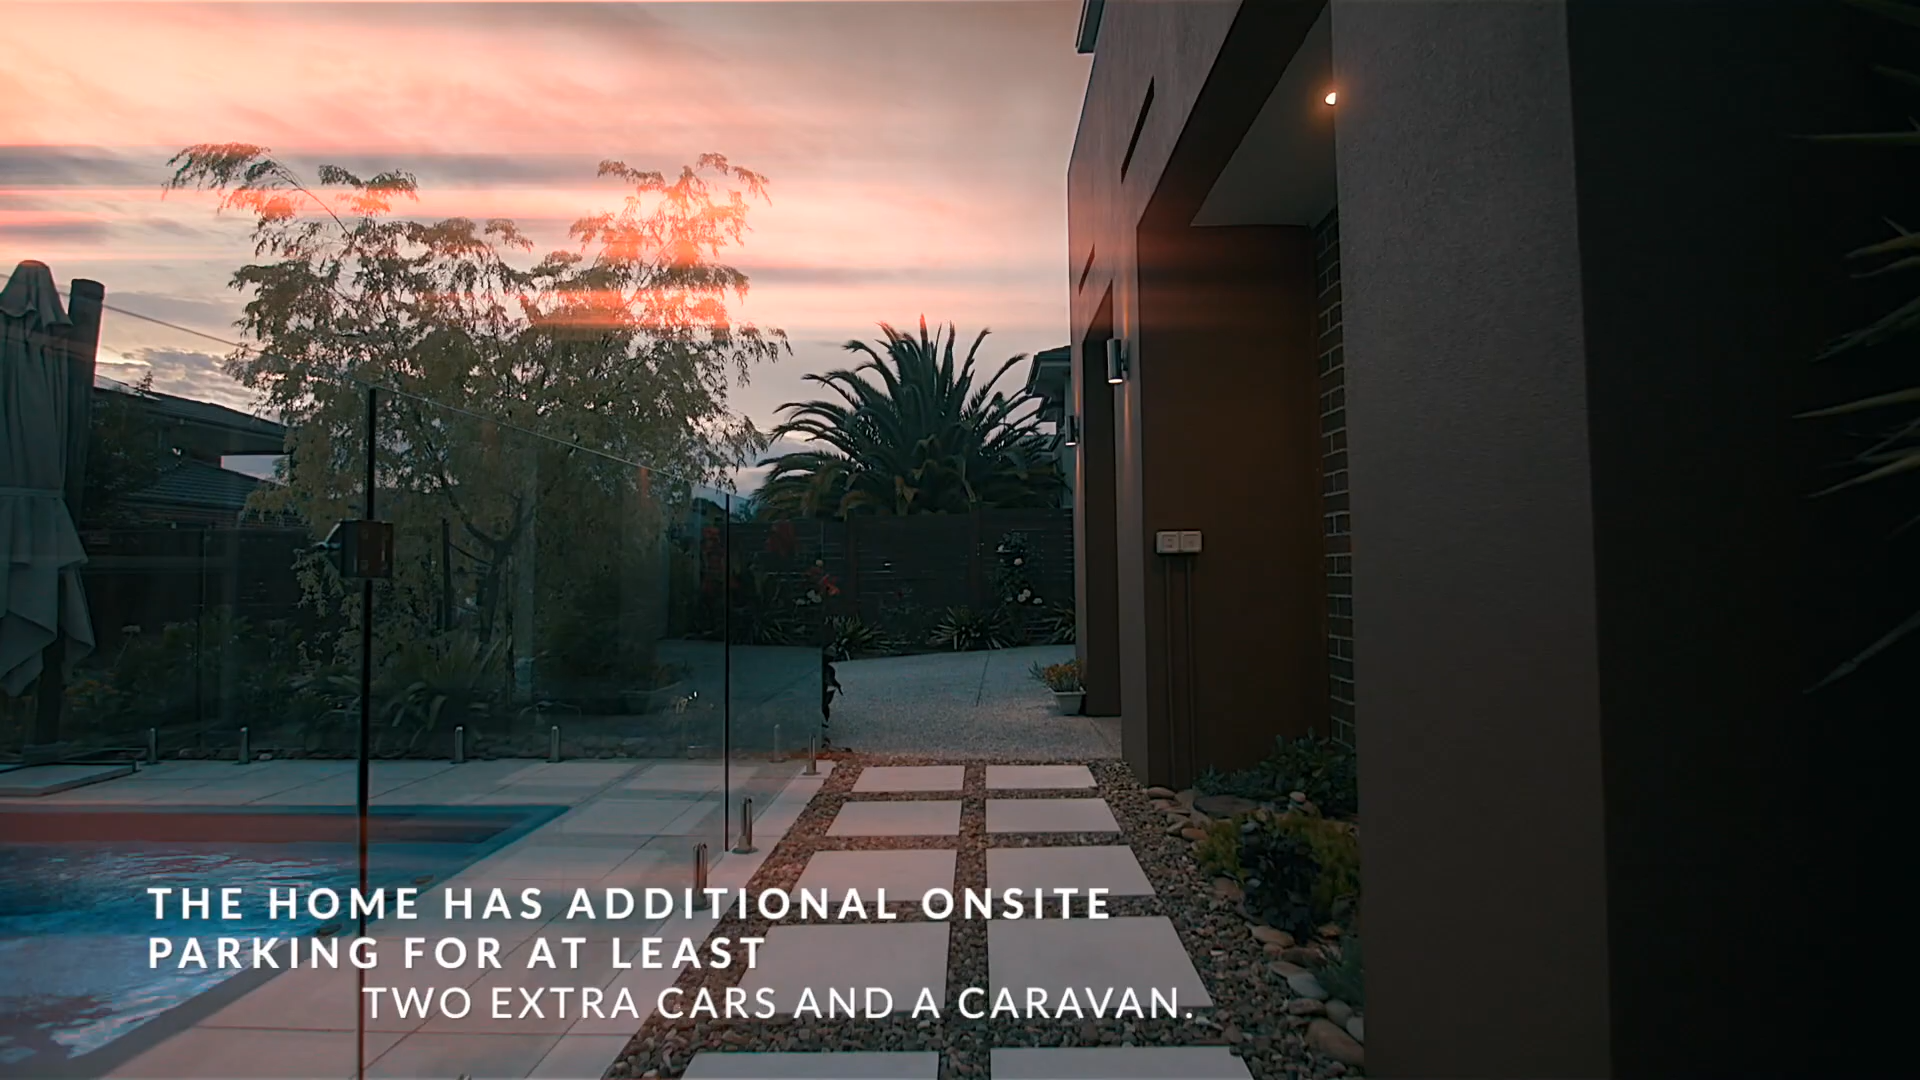 THE HOME HAS ADDITIONAL ONSITE
PARKING FOR AT LEAST
TWO EXTRA CARS AND A CARAVAN.